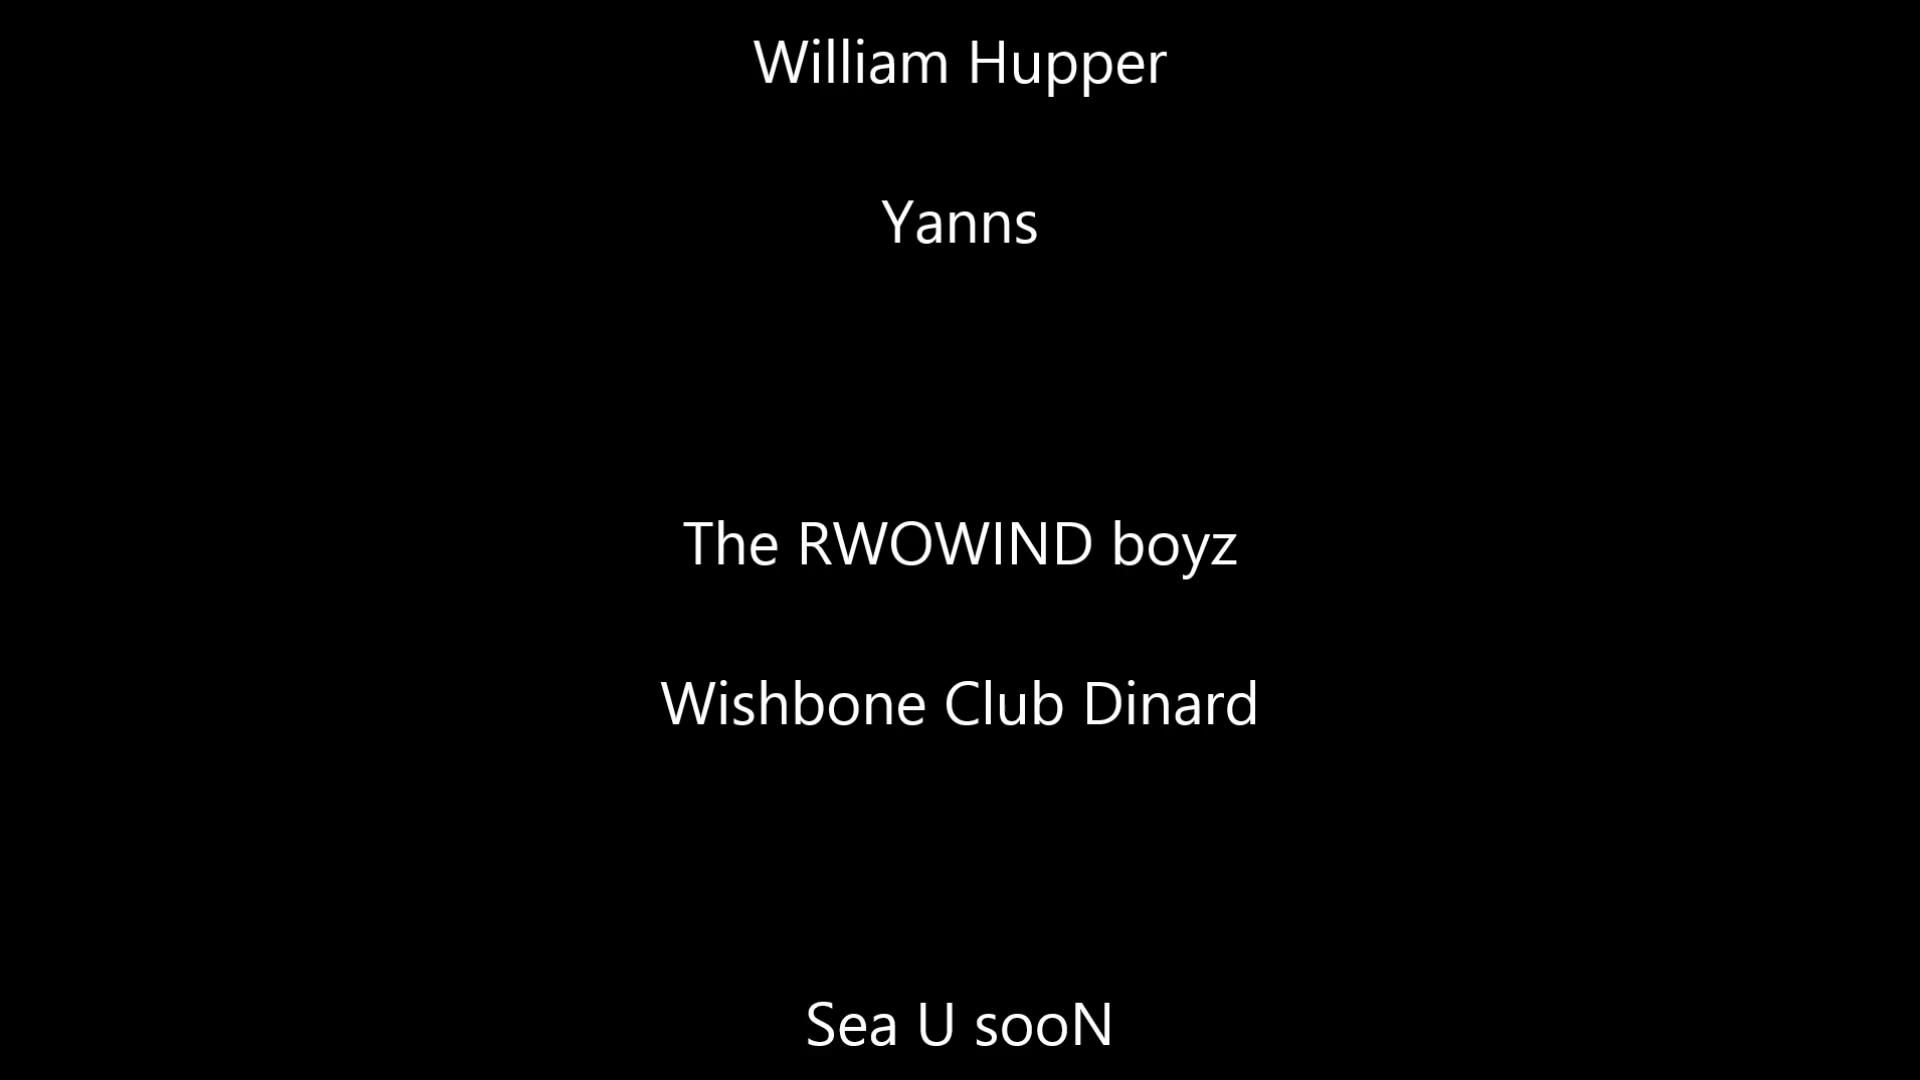 William Hupper
Yanns
The RWOWIND boyz
Wishbone Club Dinard
Sea U sooN